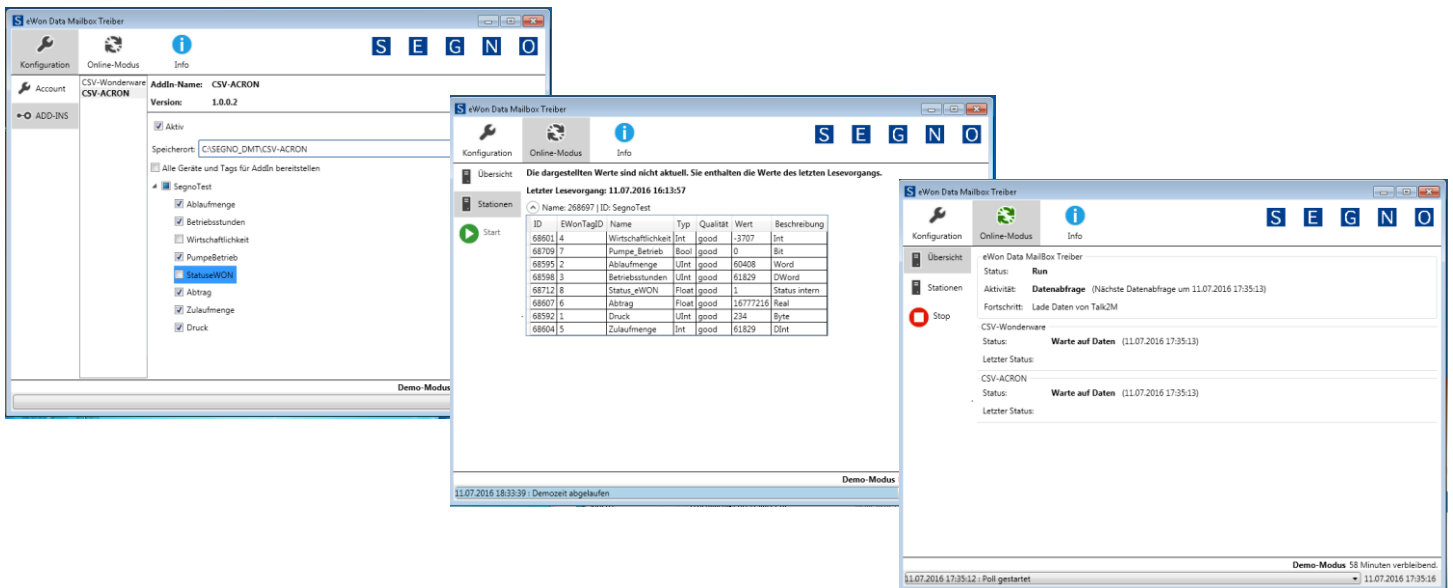 eWon Data Mailbox Treiber
Konfiguration Online-Modus Info
S E G N O
Account
ADD-INS
CSV-Wonderware
CSV-ACRON
AddIn-Name: CSV-ACRON
Version: 1.0.0.2
Aktiv
Speicherort: C:\SEGNO_DMT\CSV-ACRON
Alle Geräte und Tags für AddIn bereitstellen
SegnoTest
Ablaufmenge
Betriebsstunden
Wirtschaftlichkeit
PumpeBetrieb
StatuseWON
Abtrag
Zulaufmenge
Druck
Demo-Modus
eWon Data Mailbox Treiber
Konfiguration Online-Modus Info
S E G N O
Übersicht
Stationen
Start
Die dargestellten Werte sind nicht aktuell. Sie enthalten die Werte des letzten Lesevorgangs.
Letzter Lesevorgang: 11.07.2016 16:13:57
Name: 268697 | ID: SegnoTest
ID EWonTagID Name Typ Qualität Wert Beschreibung
68601 4 Wirtschaftlichkeit Int good -3707 Int
68709 7 Pumpe_Betrieb Bool good 0 Bit
68595 2 Ablaufmenge UInt good 60408 Word
68598 3 Betriebsstunden UInt good 61829 DWord
68712 8 Status_eWON Float good 1 Status intern
68607 6 Abtrag Float good 16777216 Real
68592 1 Druck UInt good 234 Byte
68604 5 Zulaufmenge Int good 61829 DInt
Demo-Modus
11.07.2016 18:33:39 : Demozeit abgelaufen
eWon Data Mailbox Treiber
Konfiguration Online-Modus Info
S E G N O
Übersicht
Stationen
Stop
eWon Data MailBox Treiber
Status: Run
Aktivität: Datenabfrage (Nächste Datenabfrage um 11.07.2016 17:35:13)
Fortschritt: Lade Daten von Talk2M
CSV-Wonderware
Status: Warte auf Daten (11.07.2016 17:35:13)
Letzter Status:
CSV-ACRON
Status: Warte auf Daten (11.07.2016 17:35:13)
Letzter Status:
Demo-Modus 58 Minuten verbleibend.
11.07.2016 17:35:12 : Poll gestartet 11.07.2016 17:35:16